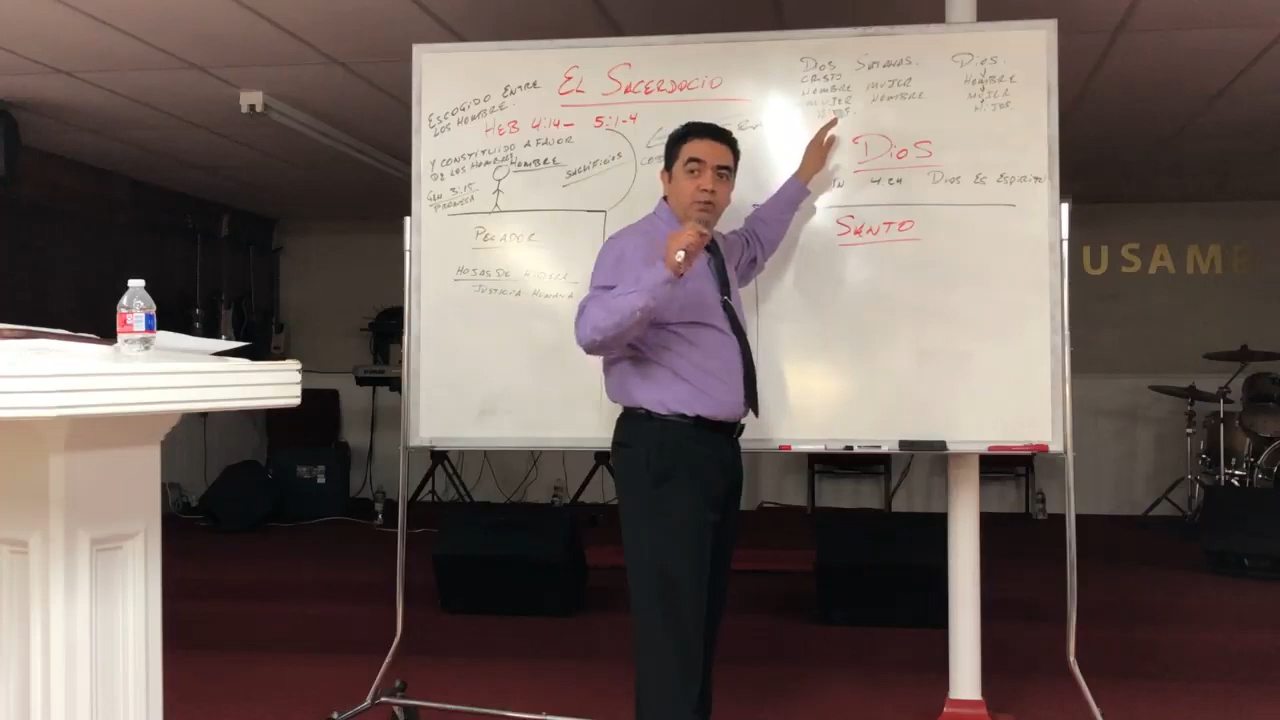 EL SACERDOCIO
ESCOGIDO ENTRE
LOS HOMBRE.
HEB 4:14- 5:1-4
Y CONSTITUIDO A FAVOR
DE LOS HOMBRES
HOMBRE
GEN 3:15
PROMESA
SACRIFICIOS
PECADOR
HOJAS DE HIGUERA
JUSTICIA HUMANA
DIOS
CRISTO
HOMBRE
MUJER
SATANAS.
MUJER
HOMBRE
DIOS.
HOMBRE
MUJER
HIJOS
DIOS
4:24 DIOS ES ESPIRITU
SANTO
USAM